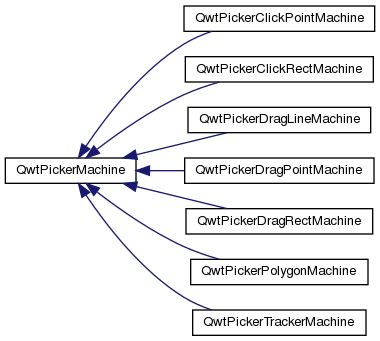 QwtPickerClickPointMachine
QwtPickerClickRectMachine
QwtPickerDragLineMachine
QwtPickerMachine
QwtPickerDragPointMachine
QwtPickerDragRectMachine
QwtPickerPolygonMachine
QwtPickerTrackerMachine